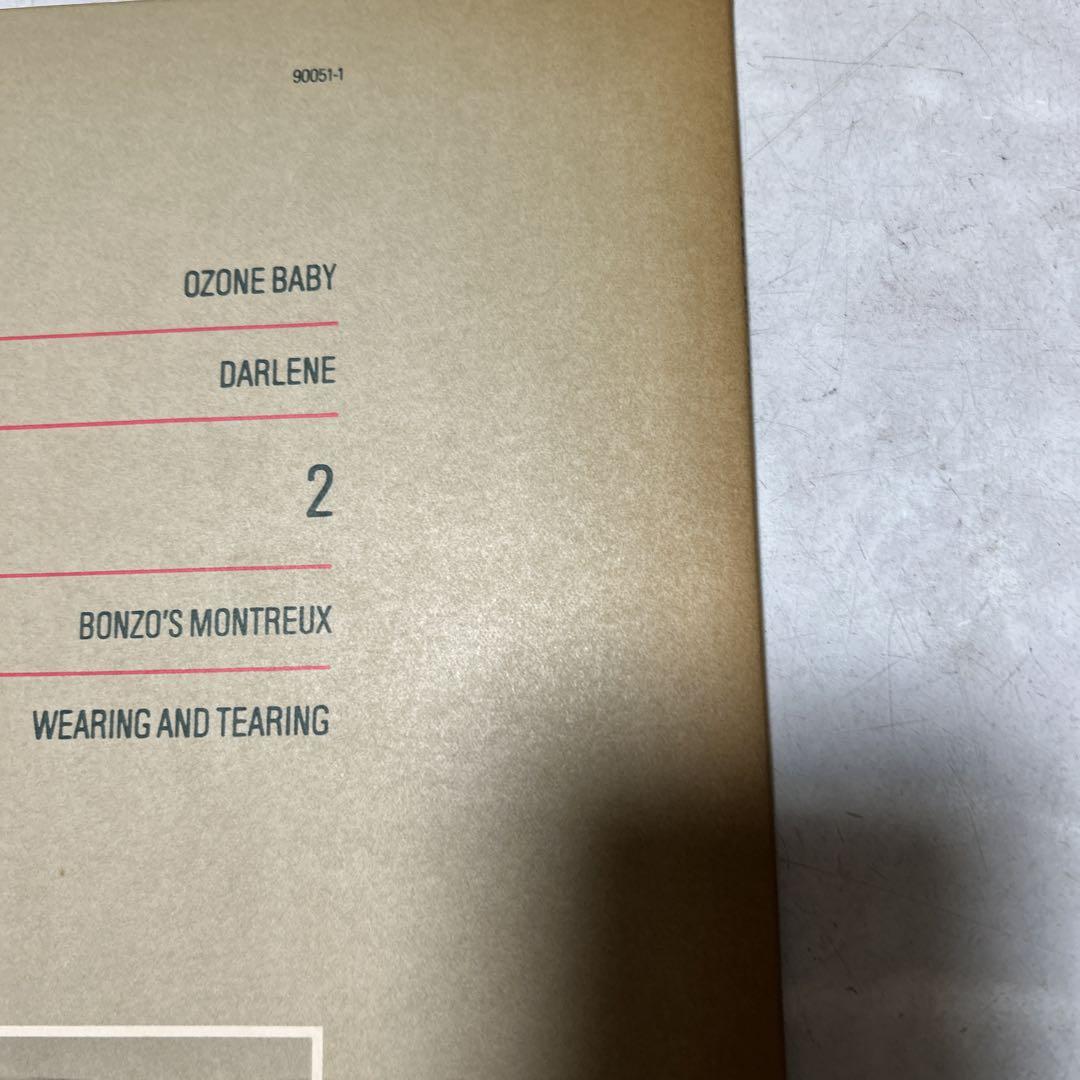 90051-1
OZONE BABY
DARLENE
2
BONZO'S MONTREUX
WEARING AND TEARING